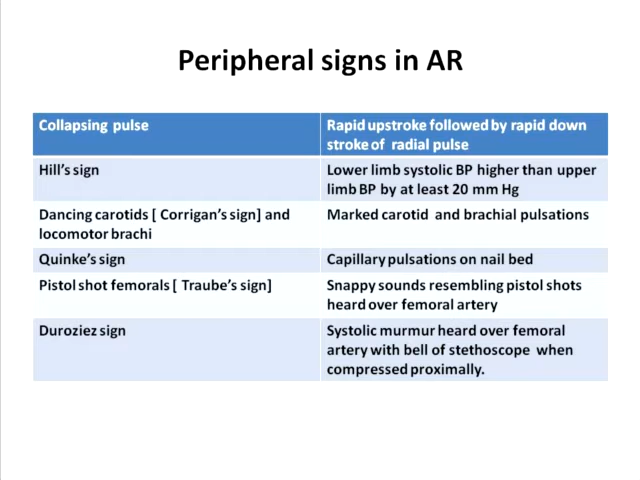 Peripheral signs in AR
Collapsing pulse
Rapid upstroke followed by rapid down
stroke of radial pulse
Hill's sign
Lower limb systolic BP higher than upper
limb BP by at least 20 mm Hg
Dancing carotids [ Corrigan's sign] and
locomotor brachi
Marked carotid and brachial pulsations
Quinke's sign
Capillary pulsations on nail bed
Pistol shot femorals [ Traube's sign]
Snappy sounds resembling pistol shots
heard over femoral artery
Duroziez sign
Systolic murmur heard over femoral
artery with bell of stethoscope when
compressed proximally.